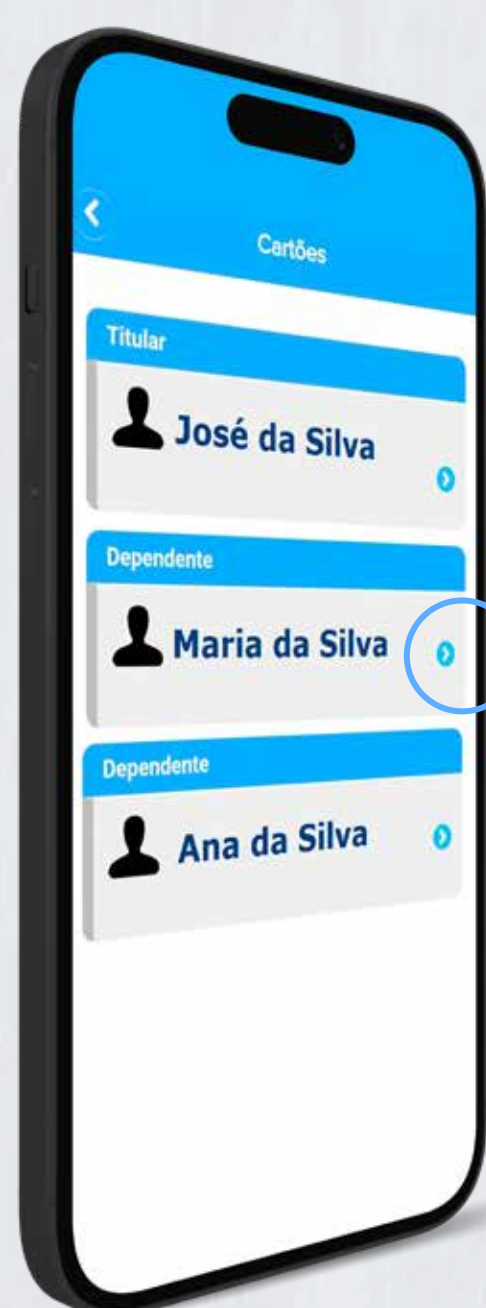 Cartões
Titular
José da Silva
Dependente
Maria da Silva
Dependente
Ana da Silva